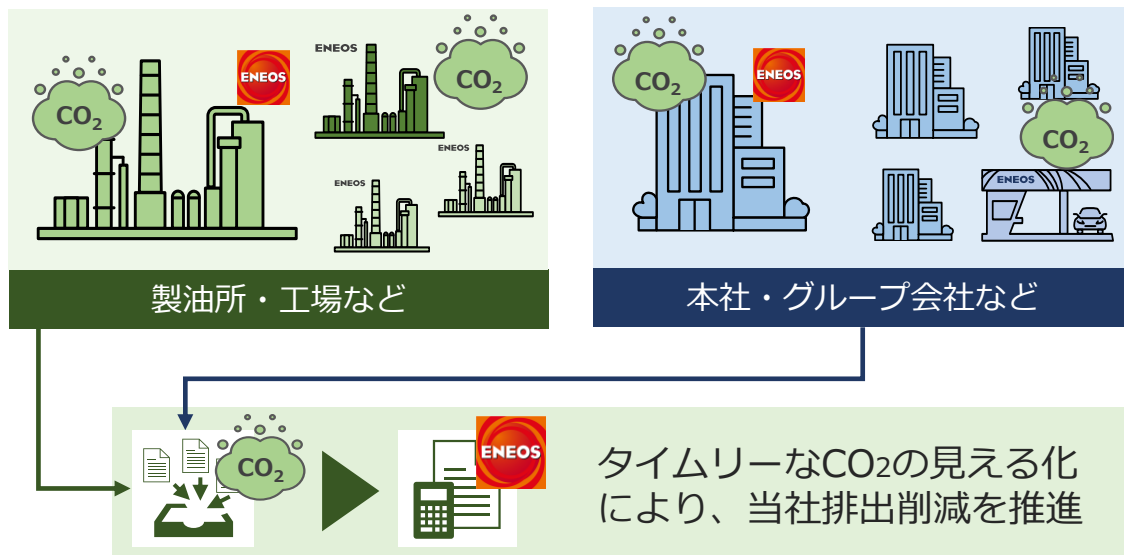 CO₂
ENEOS
ENEOS
CO₂
ENEOS
ENEOS
製油所・工場など
CO₂
ENEOS
CO₂
ENEOS
本社・グループ会社など
CO₂
ENEOS
タイムリーなCO₂の見える化
により、当社排出削減を推進